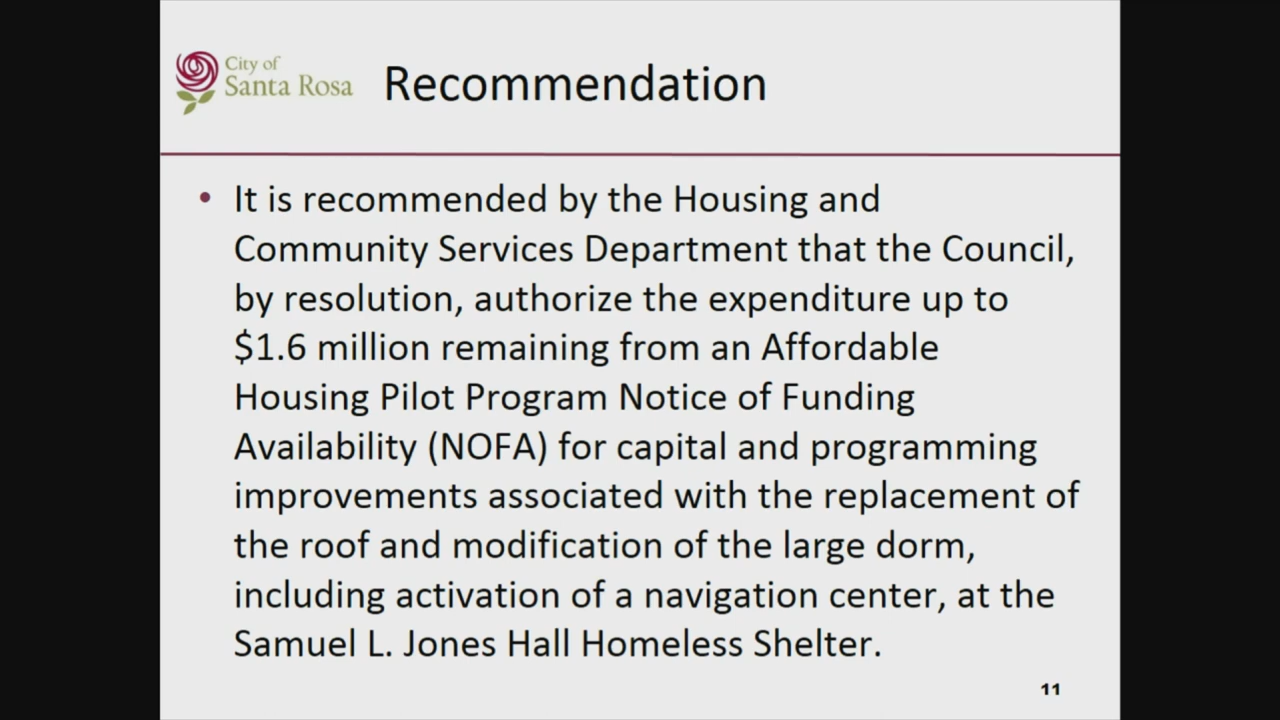 City of
Santa Rosa
Recommendation
• It is recommended by the Housing and
Community Services Department that the Council,
by resolution, authorize the expenditure up to
$1.6 million remaining from an Affordable
Housing Pilot Program Notice of Funding
Availability (NOFA) for capital and programming
improvements associated with the replacement of
the roof and modification of the large dorm,
including activation of a navigation center, at the
Samuel L. Jones Hall Homeless Shelter.
11